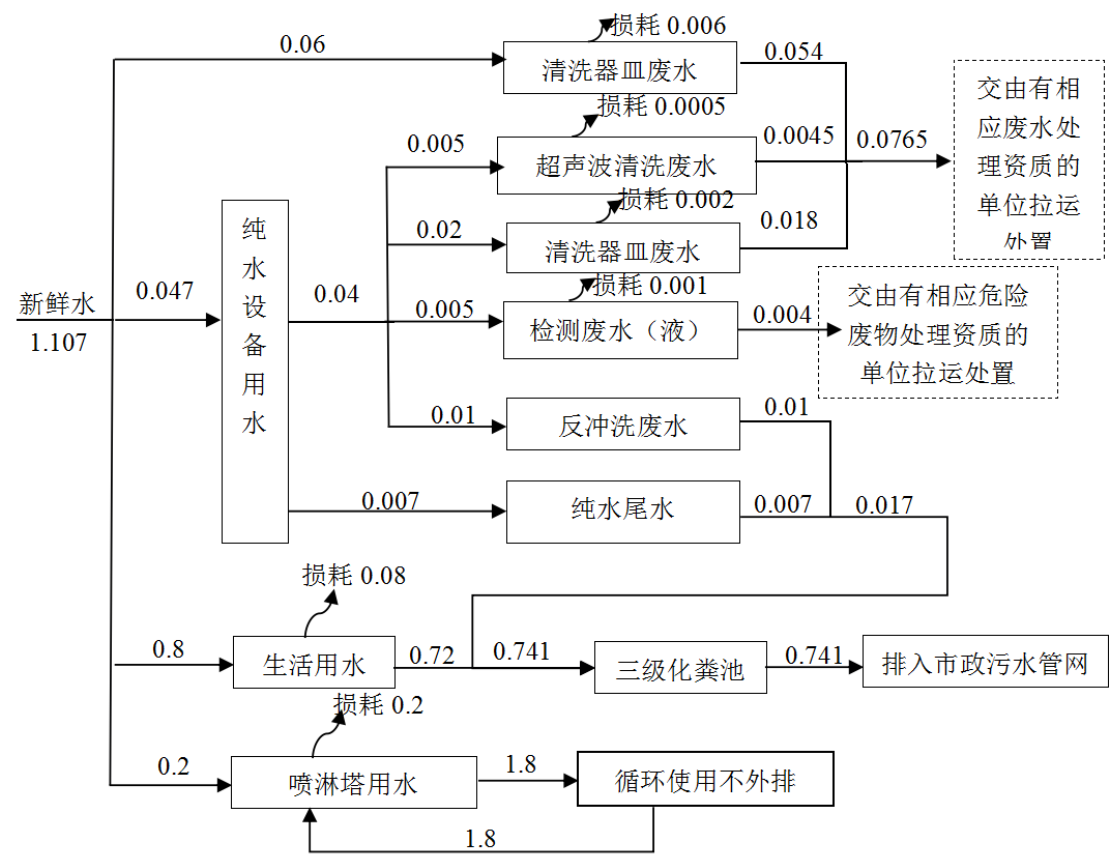 损耗 0.006
0.06
清洗器皿废水
0.054
损耗 0.0005
0.005
超声波清洗废水
0.0045
0.0765
交由有相
应废水处
理资质的
单位拉运
处置
损耗 0.002
0.02
清洗器皿废水
0.018
新鲜水
1.107
0.047
纯水设备用水
0.04
损耗 0.001
0.005
检测废水（液）
0.004
交由有相应危险
废物处理资质的
单位拉运处置
0.01
反冲洗废水
0.01
0.007
纯水尾水
0.007
0.017
损耗 0.08
0.8
生活用水
0.72
0.741
三级化粪池
0.741
排入市政污水管网
损耗 0.2
0.2
喷淋塔用水
1.8
循环使用不外排
1.8